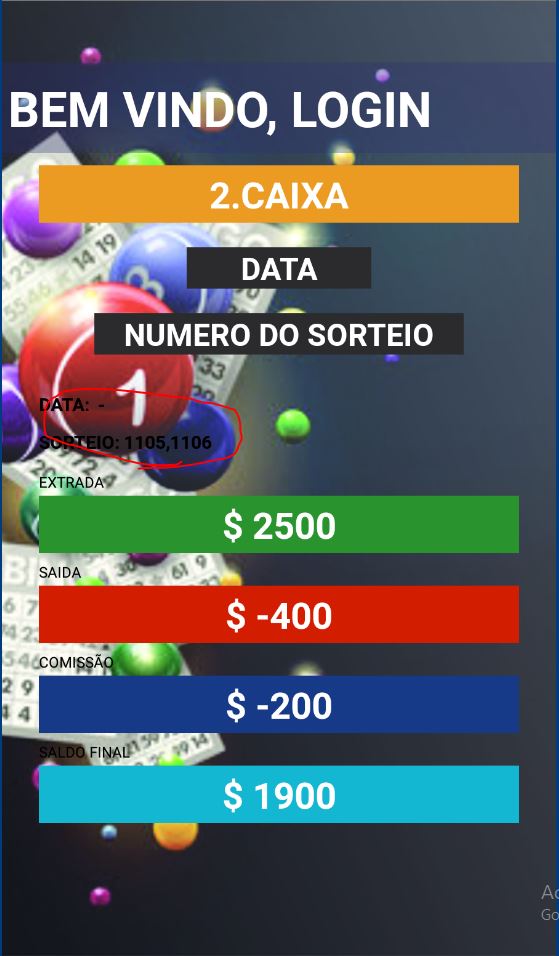 BEM VINDO, LOGIN
2.CAIXA
DATA
NUMERO DO SORTEIO
DATA: -
SORTEIO: 1105,1106
EXTRADA
$ 2500
SAIDA
$ -400
COMISSÃO
$ -200
SALDO FINAL
$ 1900